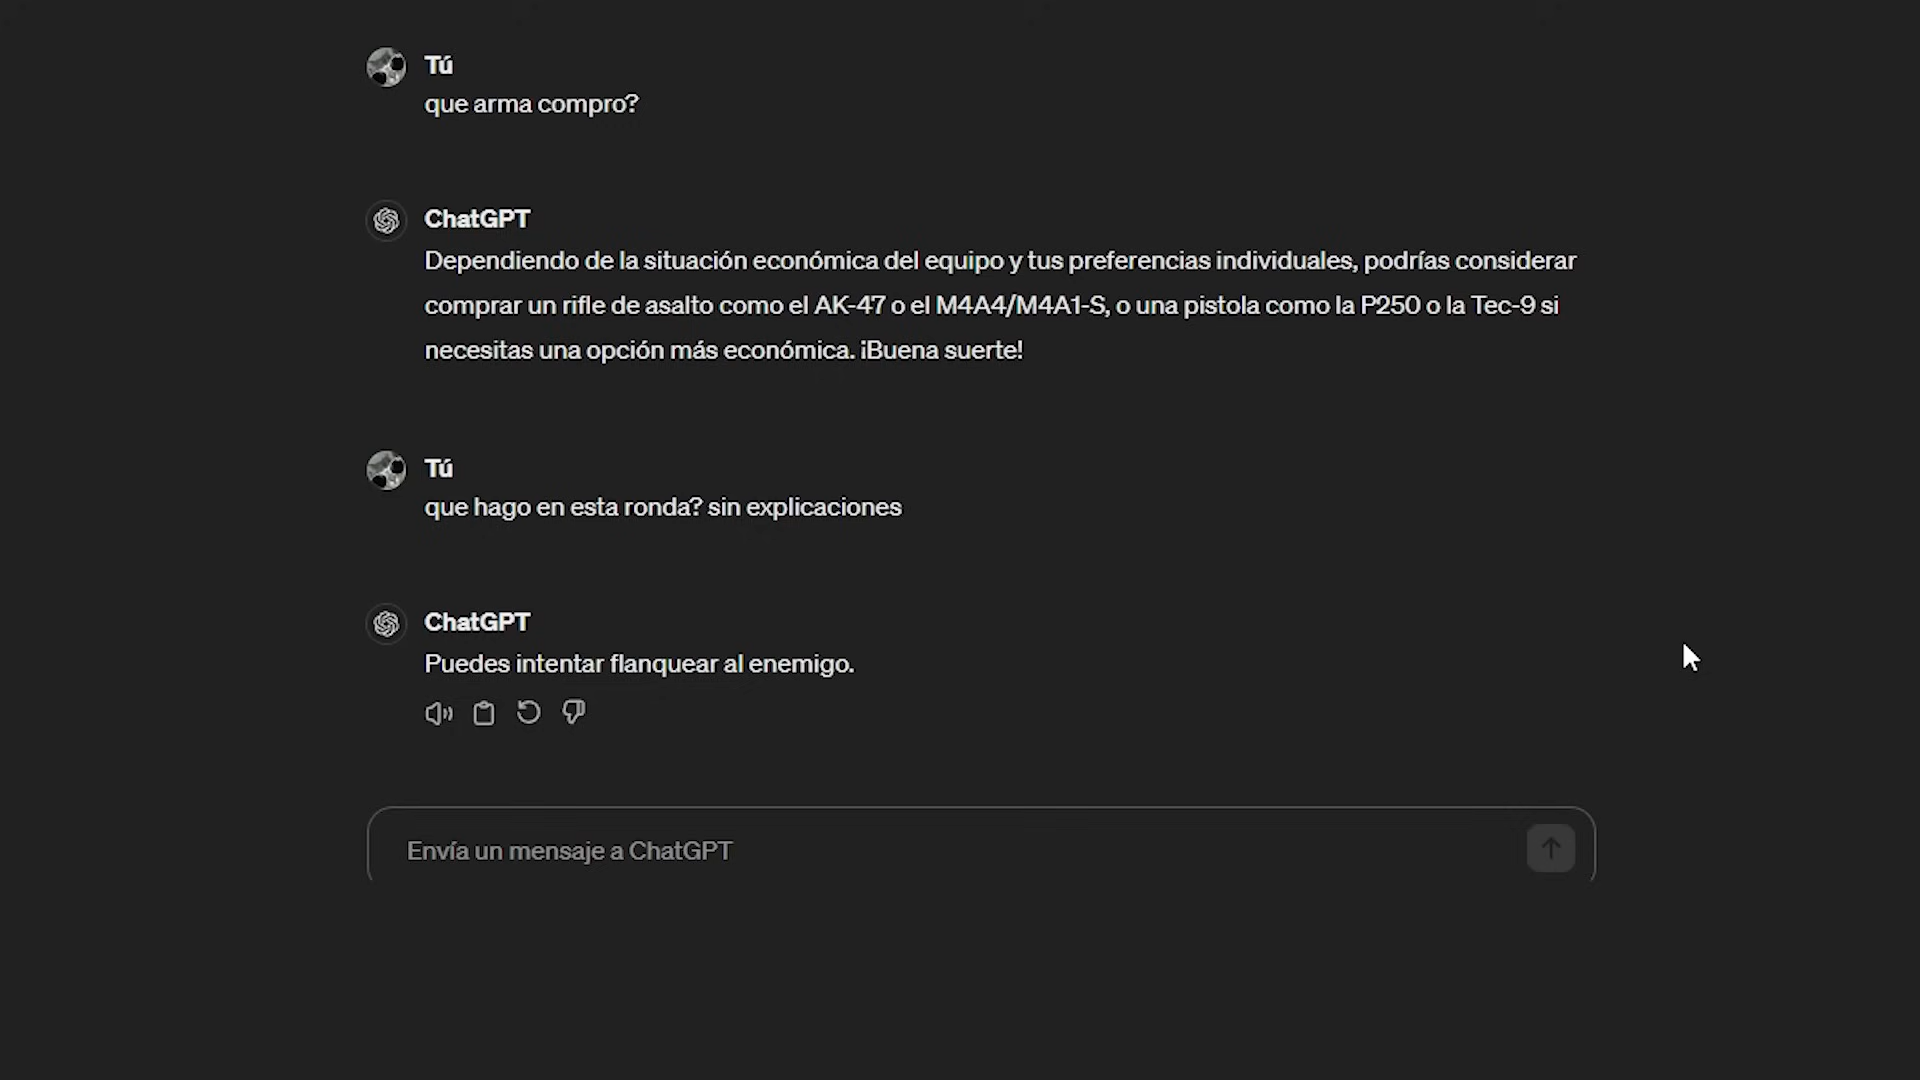 Tú
que arma compro?
ChatGPT
Dependiendo de la situación económica del equipo y tus preferencias individuales, podrías considerar
comprar un rifle de asalto como el AK-47 o el M4A4/M4A1-S, o una pistola como la P250 o la Tec-9 si
necesitas una opción más económica. ¡Buena suerte!
Tú
que hago en esta ronda? sin explicaciones
ChatGPT
Puedes intentar flanquear al enemigo.
Envía un mensaje a ChatGPT